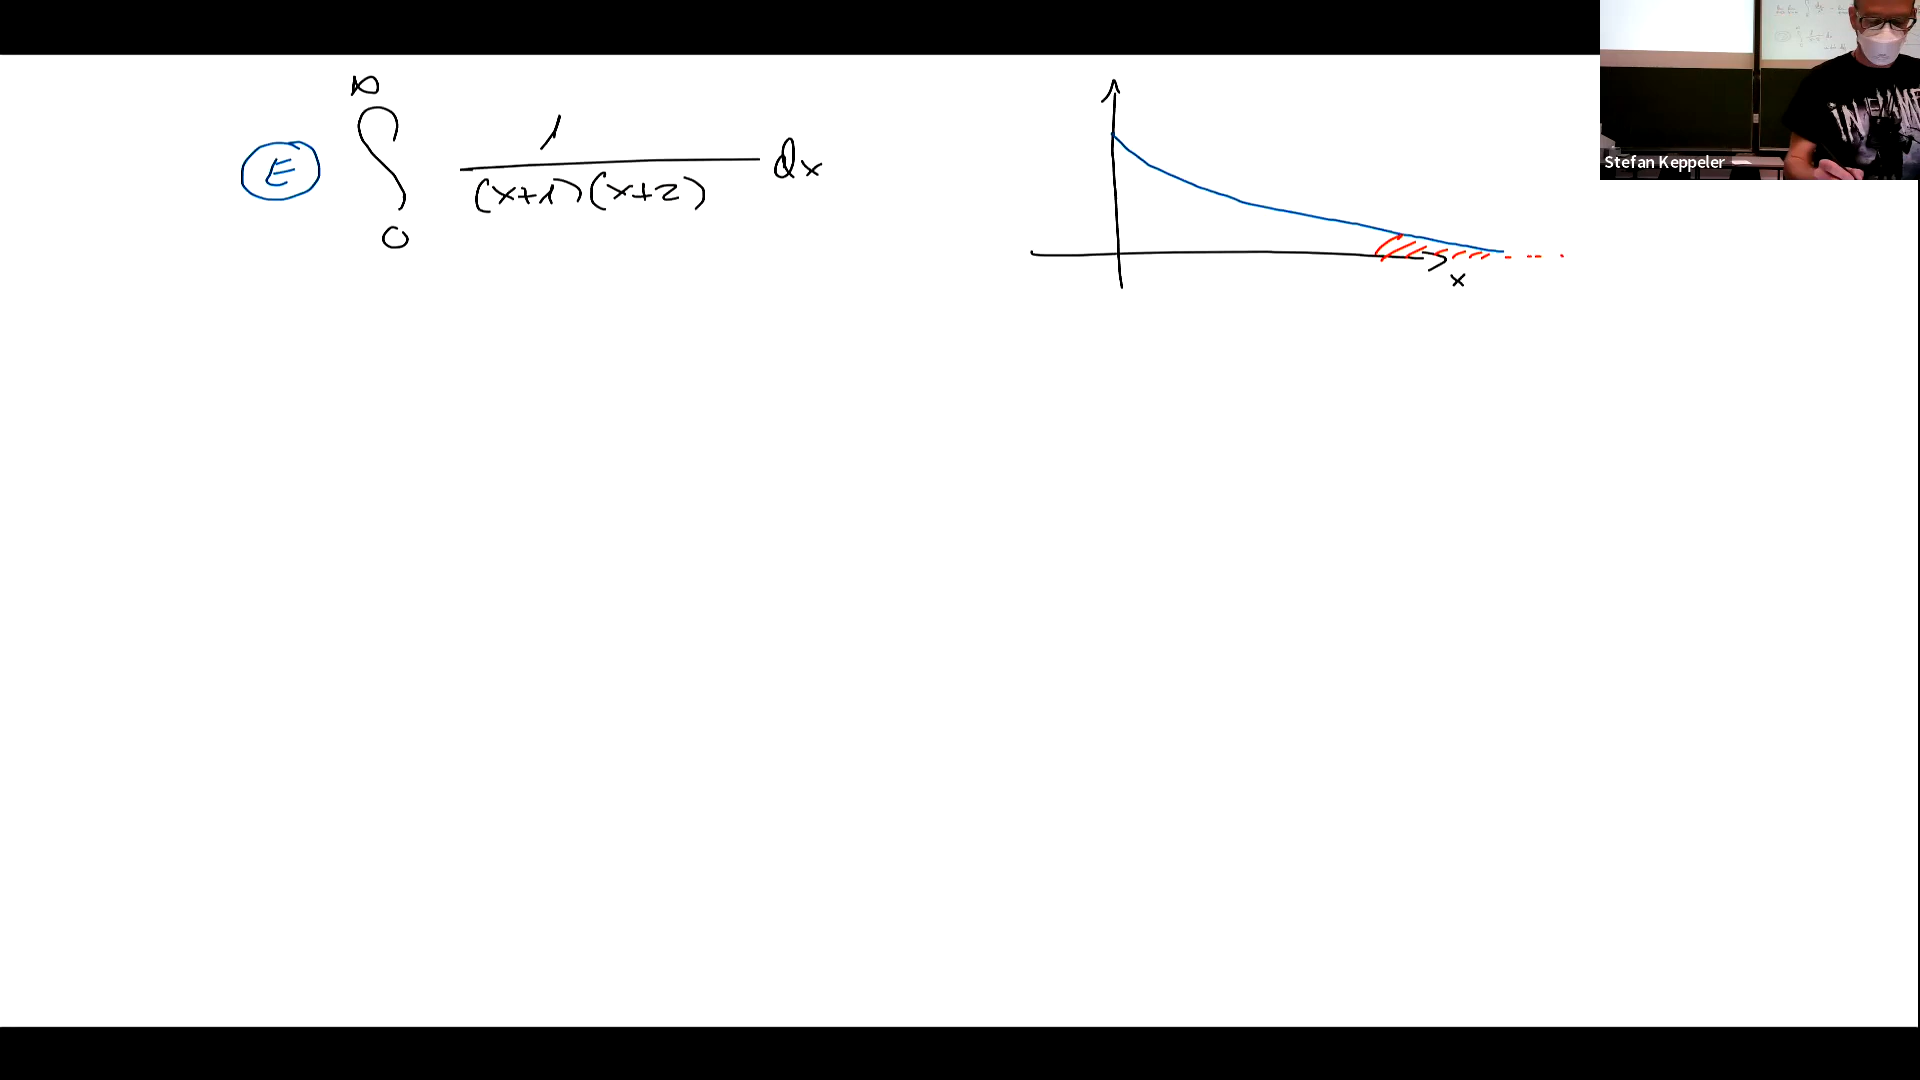 Ⓔ ∫₀^∞ 1/((x+1)(x+2)) dx
x
Stefan Keppeler